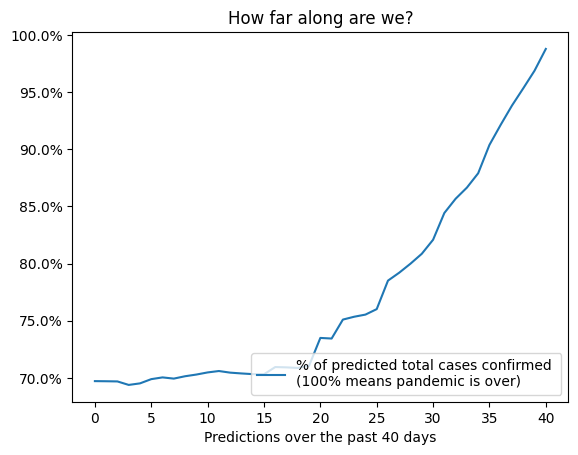 How far along are we?
100.0%
95.0%
90.0%
85.0%
80.0%
75.0%
70.0%
% of predicted total cases confirmed
(100% means pandemic is over)
0 5 10 15 20 25 30 35 40
Predictions over the past 40 days